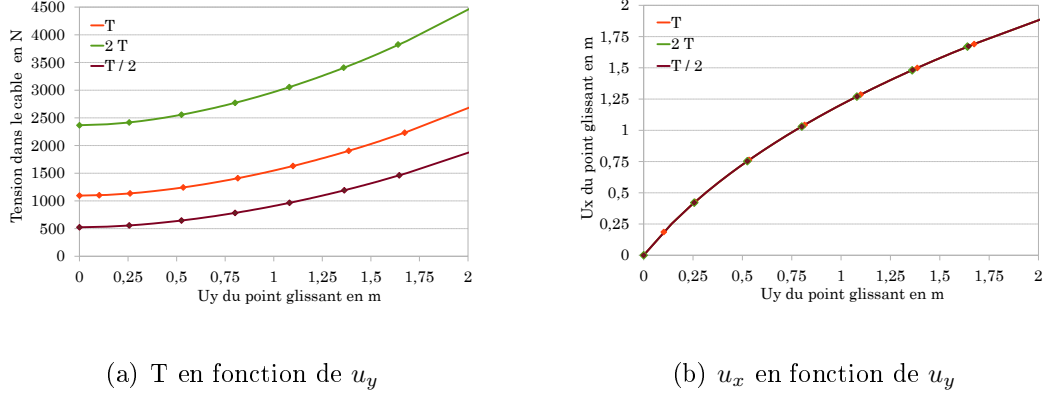 Tension dans le cable en N
4500
4000
3500
3000
2500
2000
1500
1000
500
0
T
2 T
T / 2
0 0,25 0,5 0,75 1 1,25 1,5 1,75 2
Uy du point glissant en m
(a) T en fonction de u_y
Ux du point glissant en m
2
1,75
1,5
1,25
1
0,75
0,5
0,25
0
T
2 T
T / 2
0 0,25 0,5 0,75 1 1,25 1,5 1,75 2
Uy du point glissant en m
(b) u_x en fonction de u_y